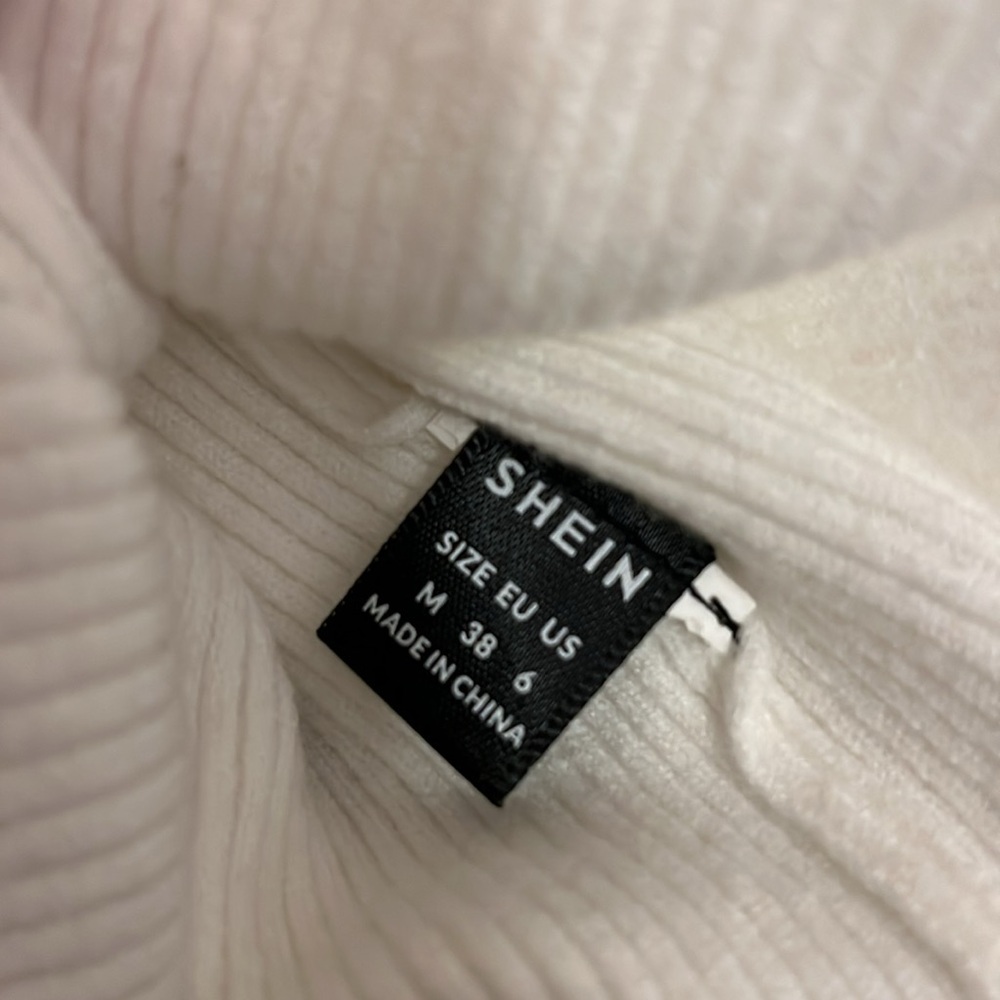 SHEIN
SIZE EU US
M 38 6
MADE IN CHINA